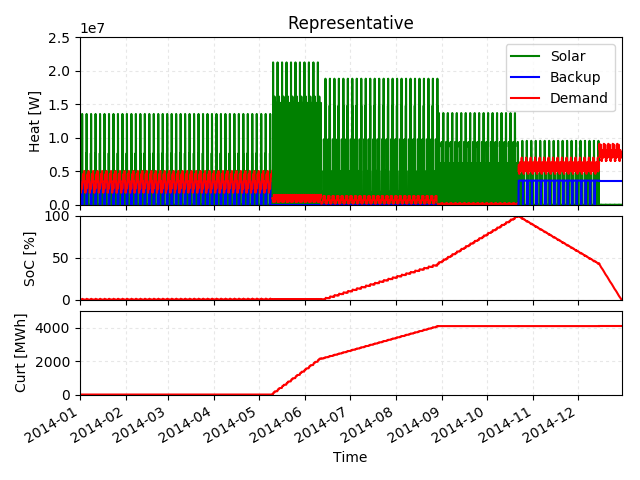 Representative
1e7
2.5
2.0
1.5
1.0
0.5
0.0
Heat [W]
Solar
Backup
Demand
100
50
0
SoC [%]
4000
2000
0
Curt [MWh]
2014-01
2014-02
2014-03
2014-04
2014-05
2014-06
2014-07
2014-08
2014-09
2014-10
2014-11
2014-12
Time